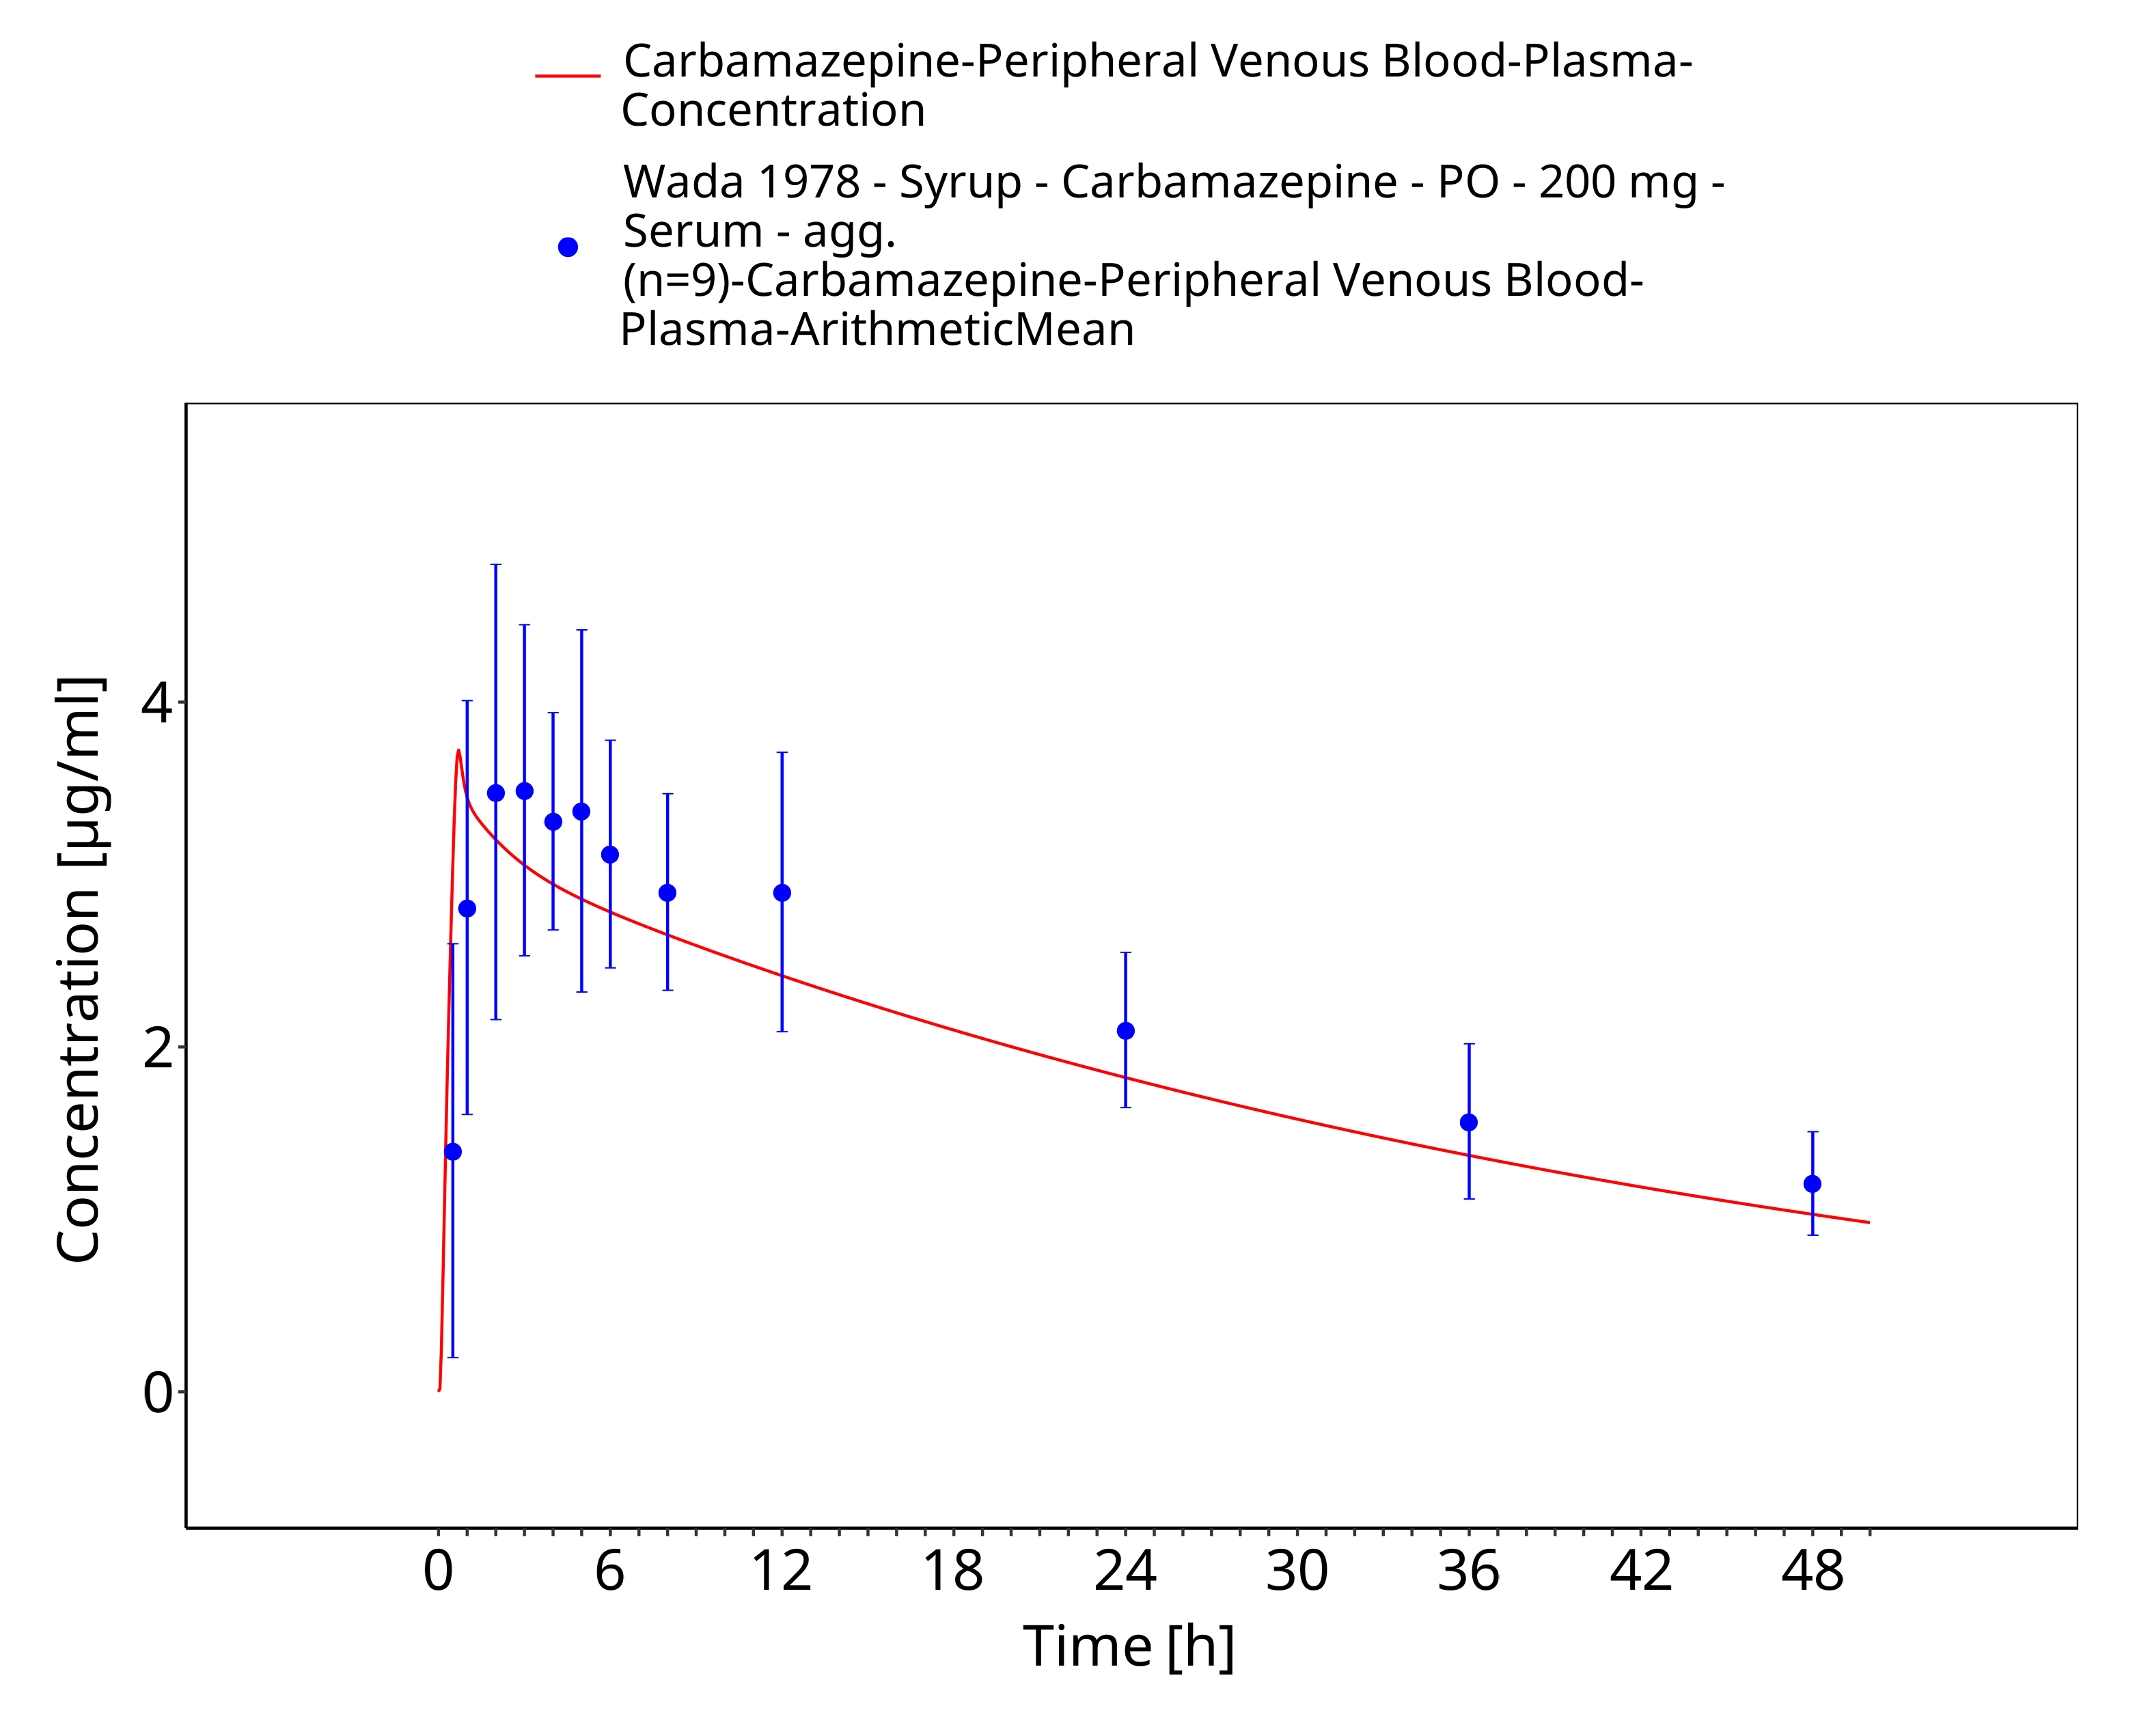 Carbamazepine-Peripheral Venous Blood-Plasma-
Concentration
Wada 1978 - Syrup - Carbamazepine - PO - 200 mg -
Serum - agg.
(n=9)-Carbamazepine-Peripheral Venous Blood-
Plasma-ArithmeticMean
Concentration [µg/ml]
4
2
0
0 6 12 18 24 30 36 42 48
Time [h]